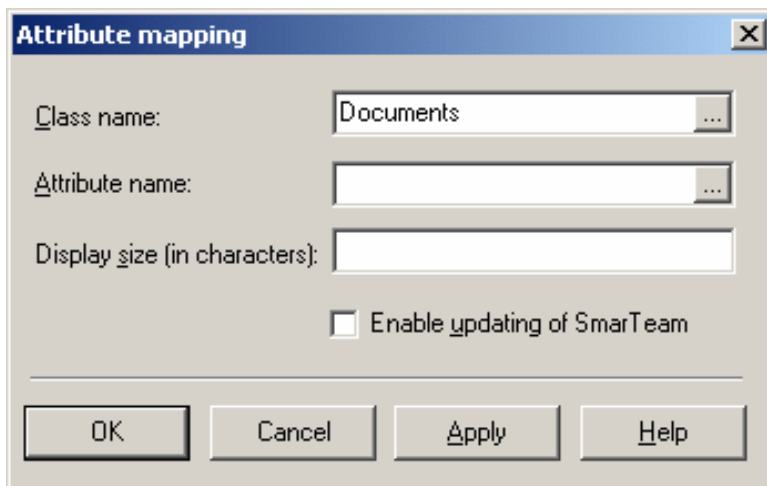 Attribute mapping
Class name: Documents ...
Attribute name: ...
Display size (in characters):
Enable updating of SmarTeam
OK Cancel Apply Help